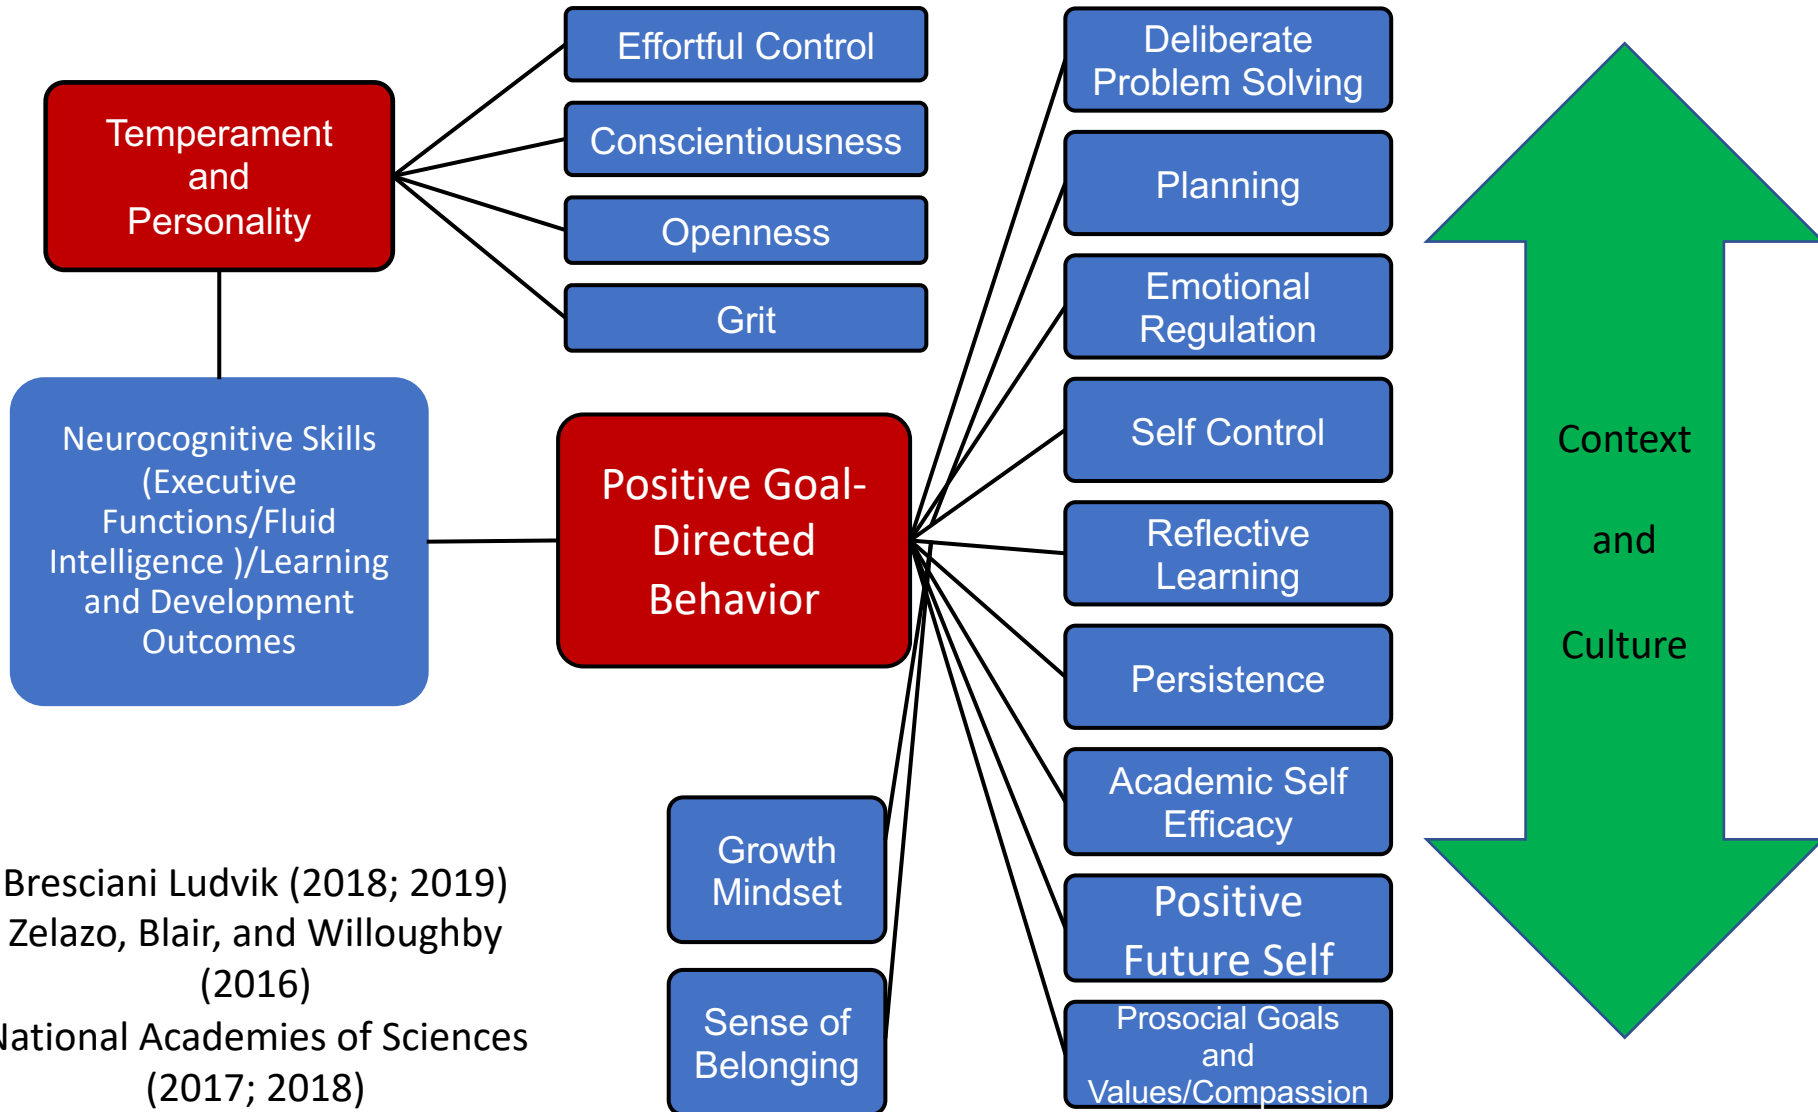 Temperament
and
Personality
Effortful Control
Conscientiousness
Openness
Grit
Neurocognitive Skills
(Executive
Functions/Fluid
Intelligence )/Learning
and Development
Outcomes
Positive Goal-
Directed
Behavior
Growth
Mindset
Sense of
Belonging
Deliberate
Problem Solving
Planning
Emotional
Regulation
Self Control
Reflective
Learning
Persistence
Academic Self
Efficacy
Positive
Future Self
Prosocial Goals
and
Values/Compassion
Context
and
Culture
Bresciani Ludvik (2018; 2019)
Zelazo, Blair, and Willoughby
(2016)
National Academies of Sciences
(2017; 2018)